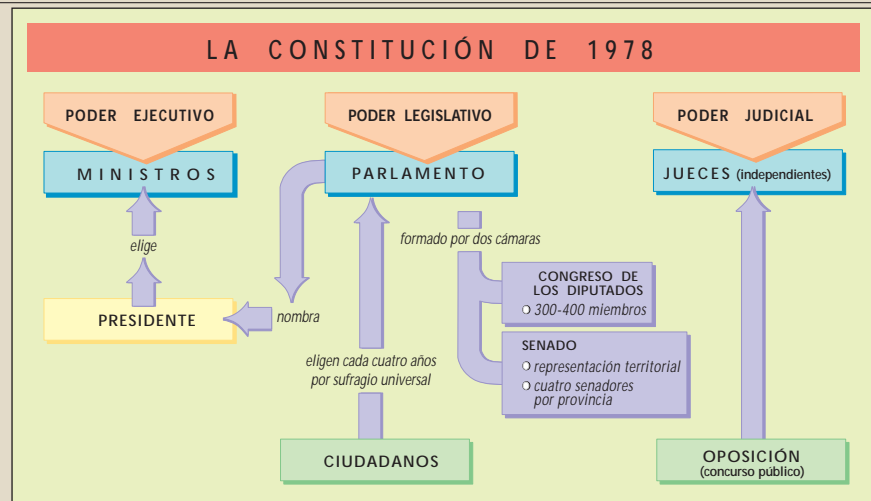 LA CONSTITUCIÓN DE 1978
PODER EJECUTIVO
PODER LEGISLATIVO
PODER JUDICIAL
MINISTROS
PARLAMENTO
JUECES (independientes)
elige
formado por dos cámaras
PRESIDENTE
nombra
CONGRESO DE
LOS DIPUTADOS
300-400 miembros
SENADO
representación territorial
cuatro senadores
por provincia
eligen cada cuatro años
por sufragio universal
CIUDADANOS
OPOSICIÓN
(concurso público)